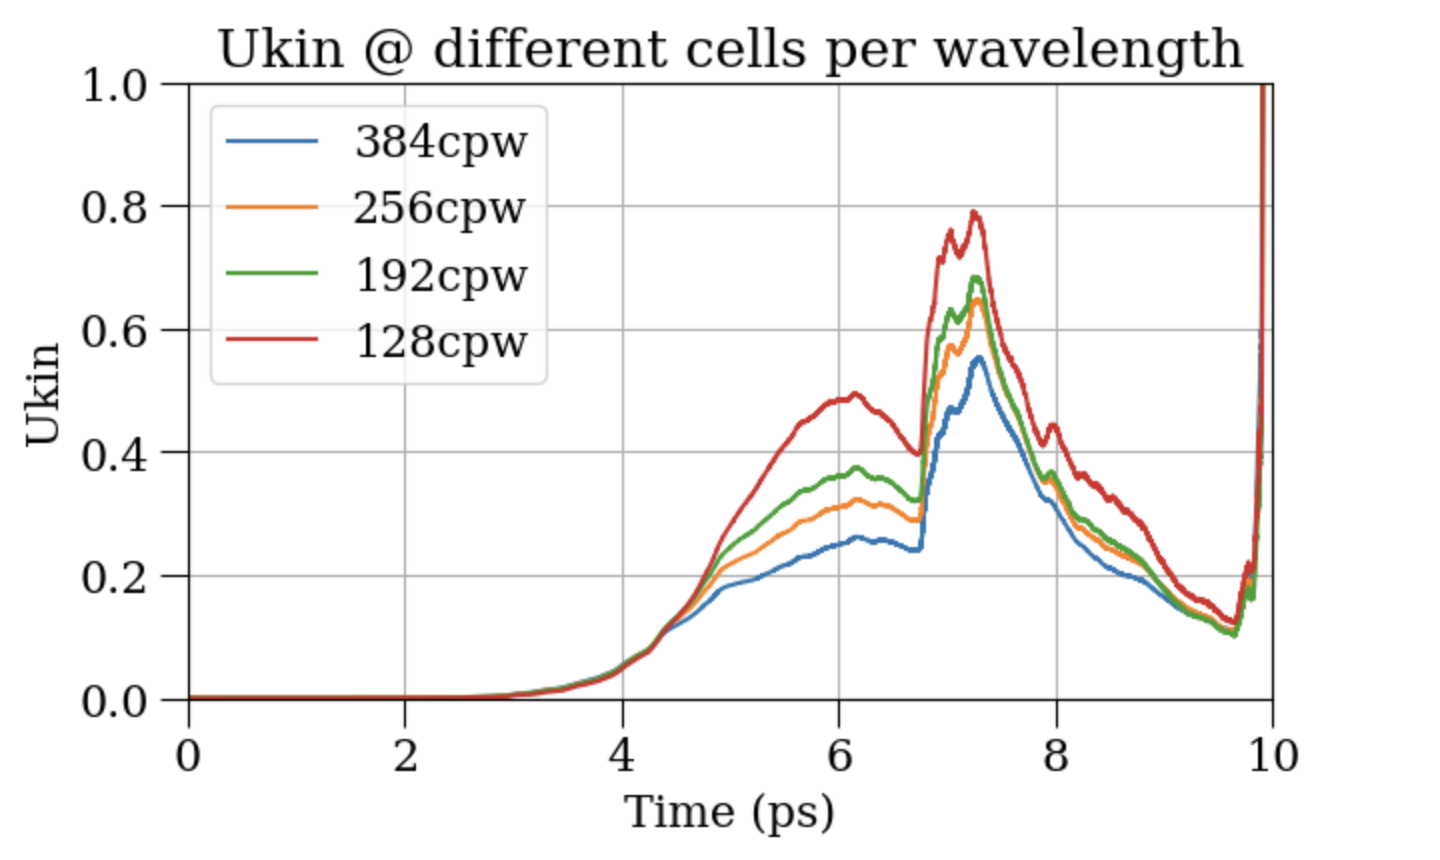 Ukin @ different cells per wavelength
1.0
0.8
0.6
0.4
0.2
0.0
Ukin
384cpw
256cpw
192cpw
128cpw
0 2 4 6 8 10
Time (ps)